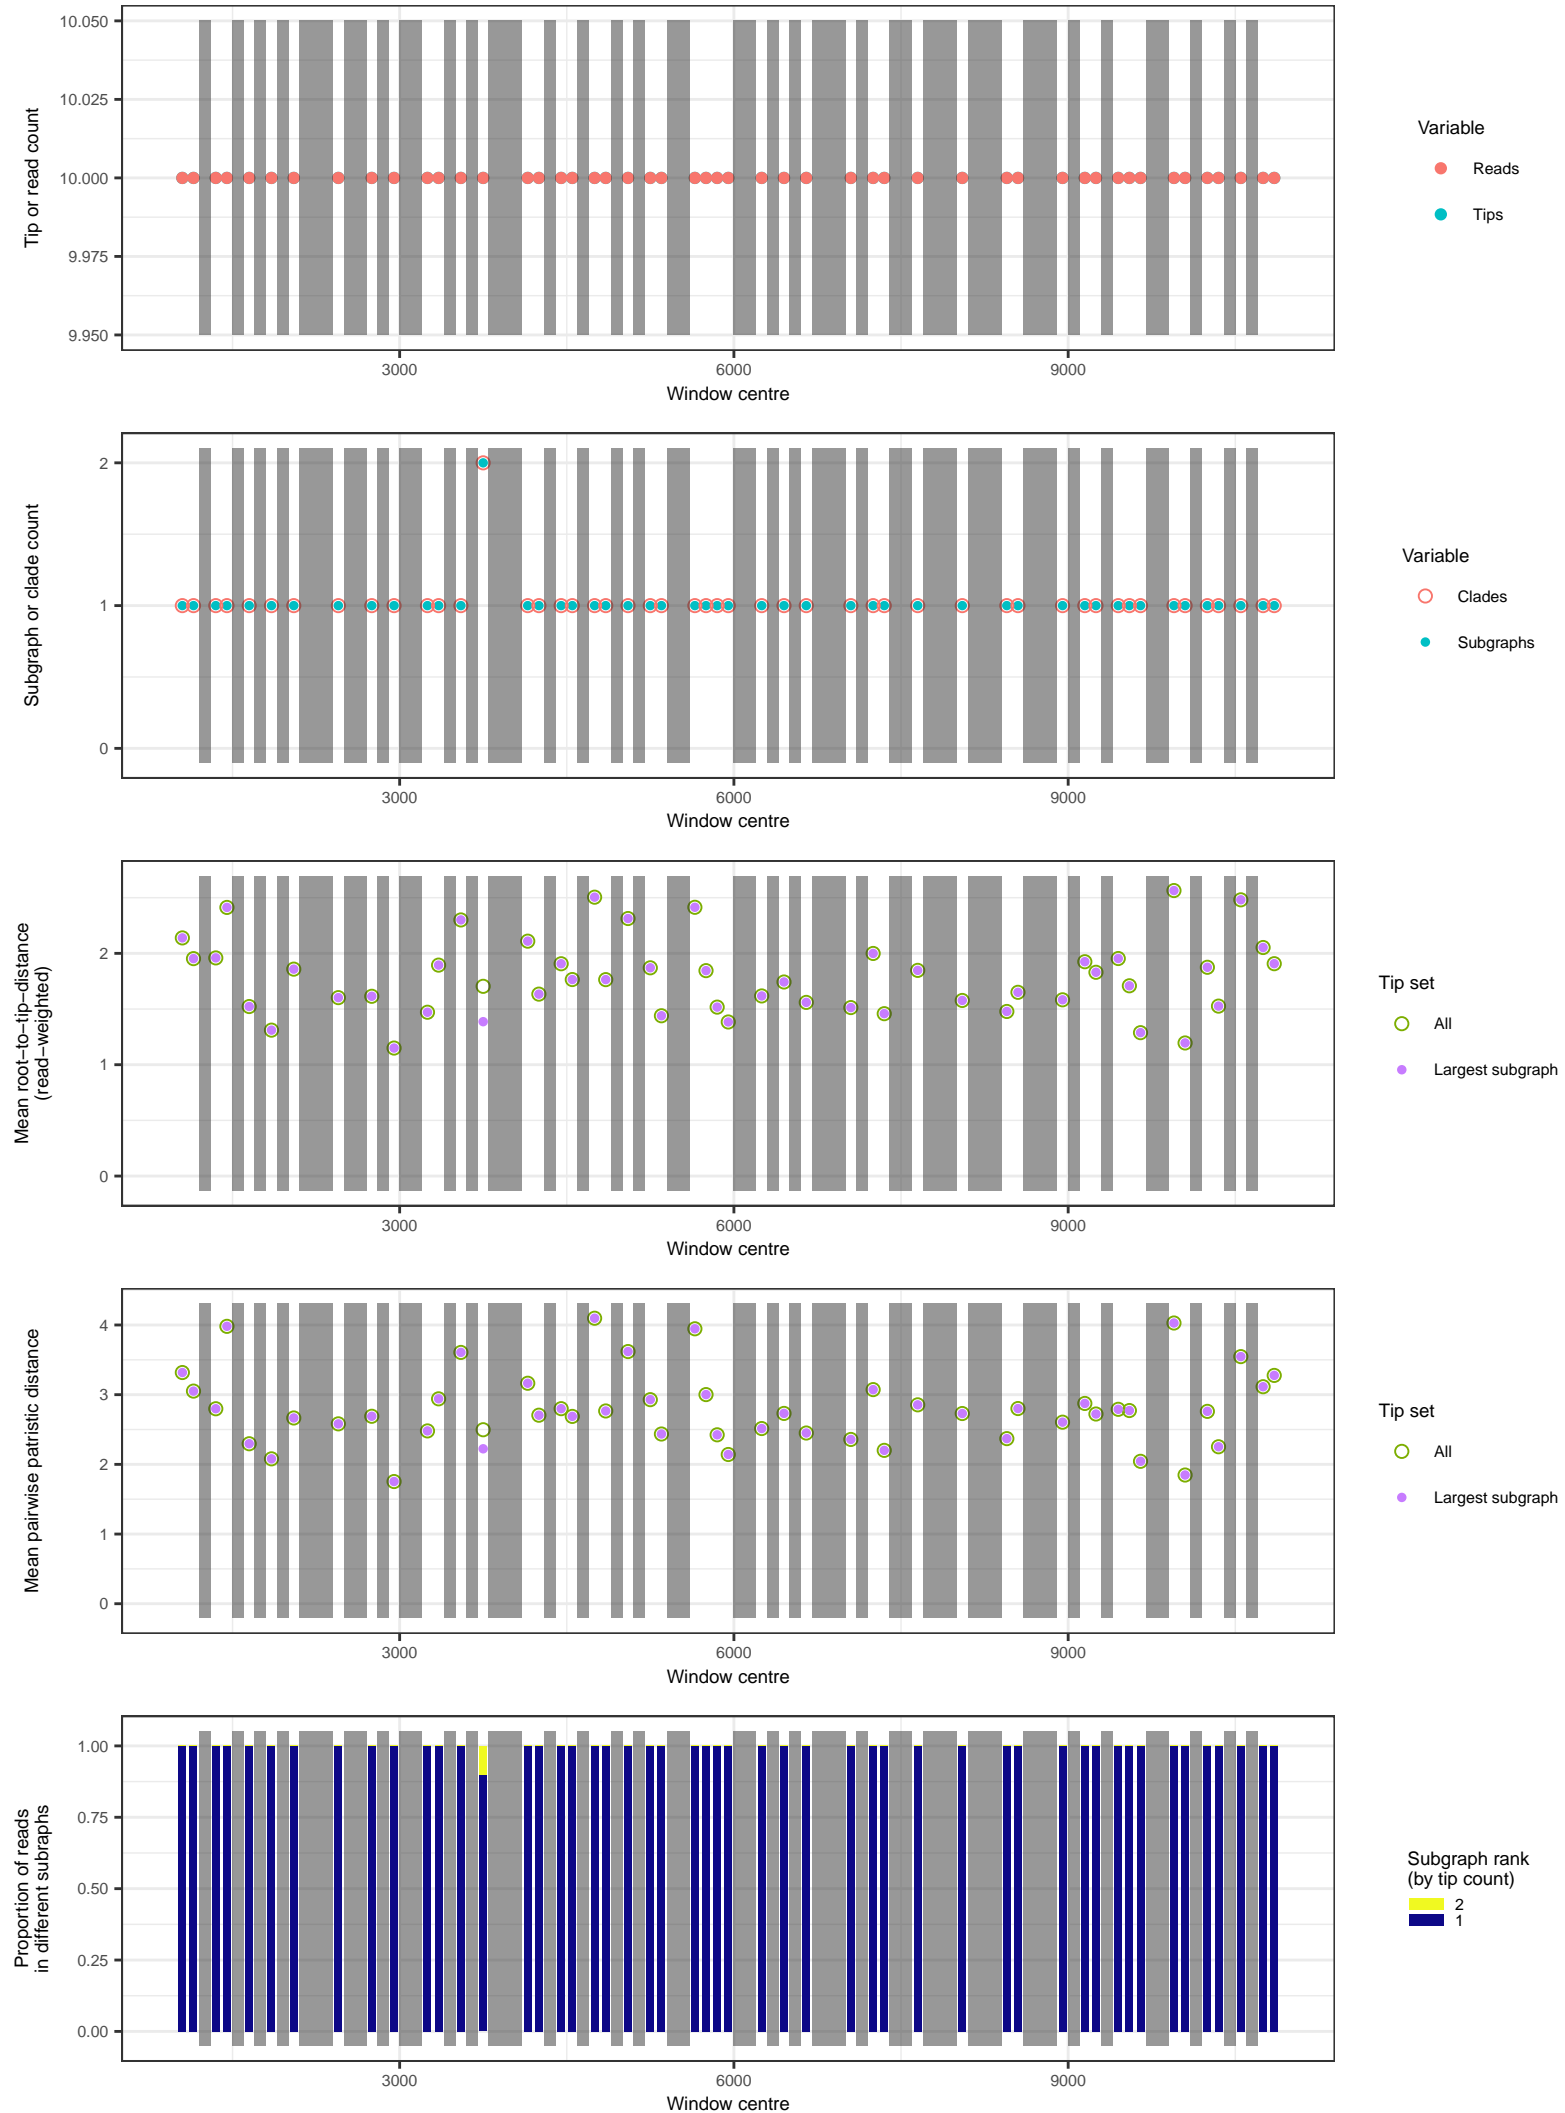 10.050
10.025
10.000
9.975
9.950
Tip or read count
3000
6000
9000
Window centre
Variable
Reads
Tips
2
1
0
Subgraph or clade count
3000
6000
9000
Window centre
Variable
Clades
Subgraphs
2
1
0
Mean root−to−tip−distance
(read−weighted)
3000
6000
9000
Window centre
Tip set
All
Largest subgraph
4
3
2
1
0
Mean pairwise patristic distance
3000
6000
9000
Window centre
Tip set
All
Largest subgraph
1.00
0.75
0.50
0.25
0.00
Proportion of reads
in different subraphs
3000
6000
9000
Window centre
Subgraph rank
(by tip count)
2
1